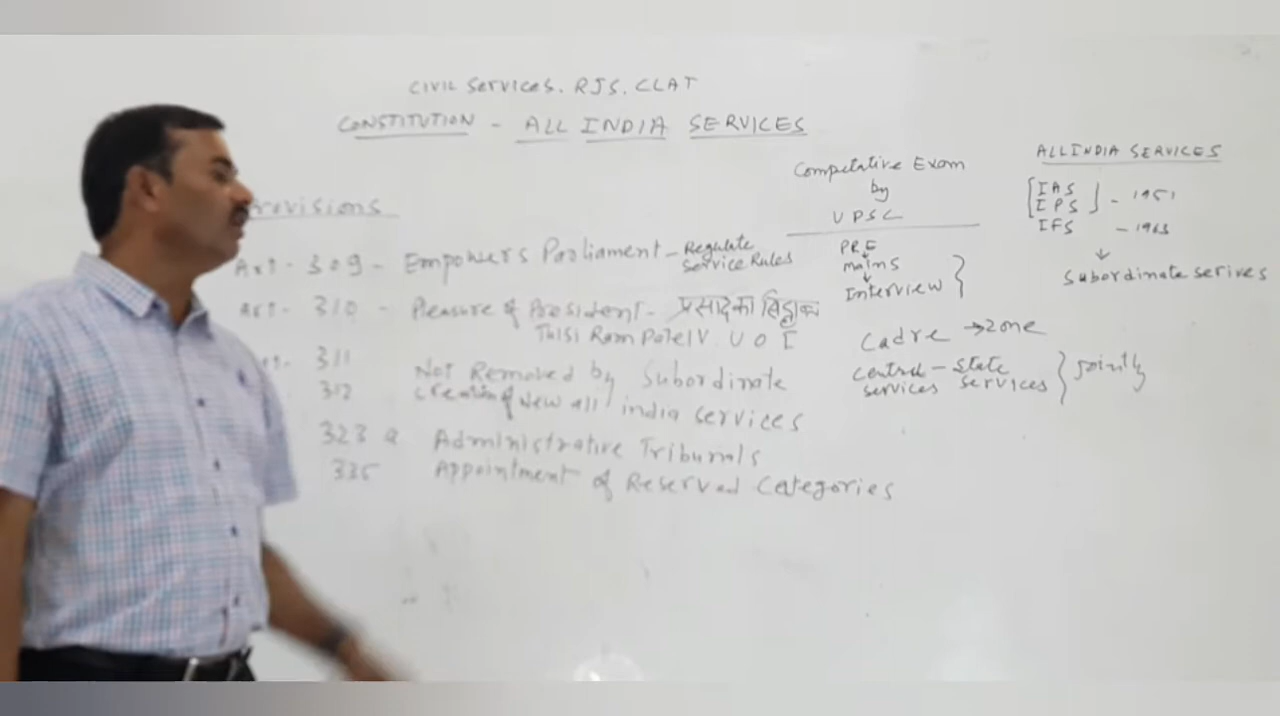 CIVIL Services. RJS. CLAT
CONSTITUTION - ALL INDIA SERVICES
Provisions
Art - 309 - Empowers Parliament - Regulate Service Rules
Art - 310 - Pleasure of President - प्रसाद का
Tulsi Ram Patel V. U O I
311 Not Removed by Subordinate
312 Creation of New all india services
323 a Administrative Tribunals
335 Appointment of Reserved Categories
Competative Exam
by
UPSC
PRE
↓
mains
↓
Interview
Cadre → zone
Central - State
services services } Jointly
ALL INDIA SERVICES
[IAS
IPS] - 1951
IFS - 1963
↓
Subordinate serives